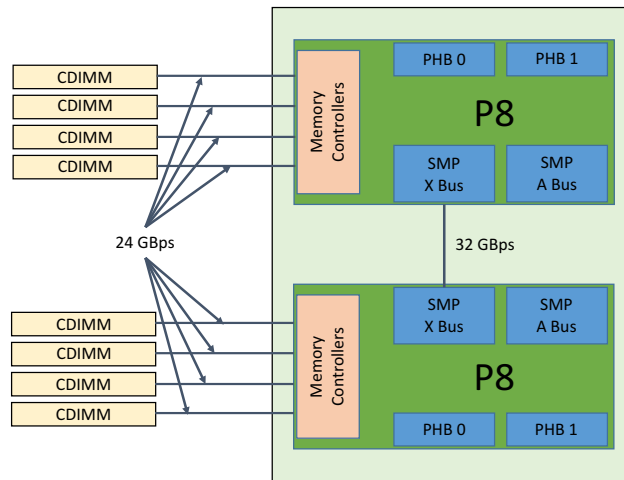 CDIMM
CDIMM
CDIMM
CDIMM
Memory
Controllers
PHB 0
PHB 1
P8
SMP
X Bus
SMP
A Bus
24 GBps
32 GBps
CDIMM
CDIMM
CDIMM
CDIMM
Memory
Controllers
SMP
X Bus
SMP
A Bus
P8
PHB 0
PHB 1